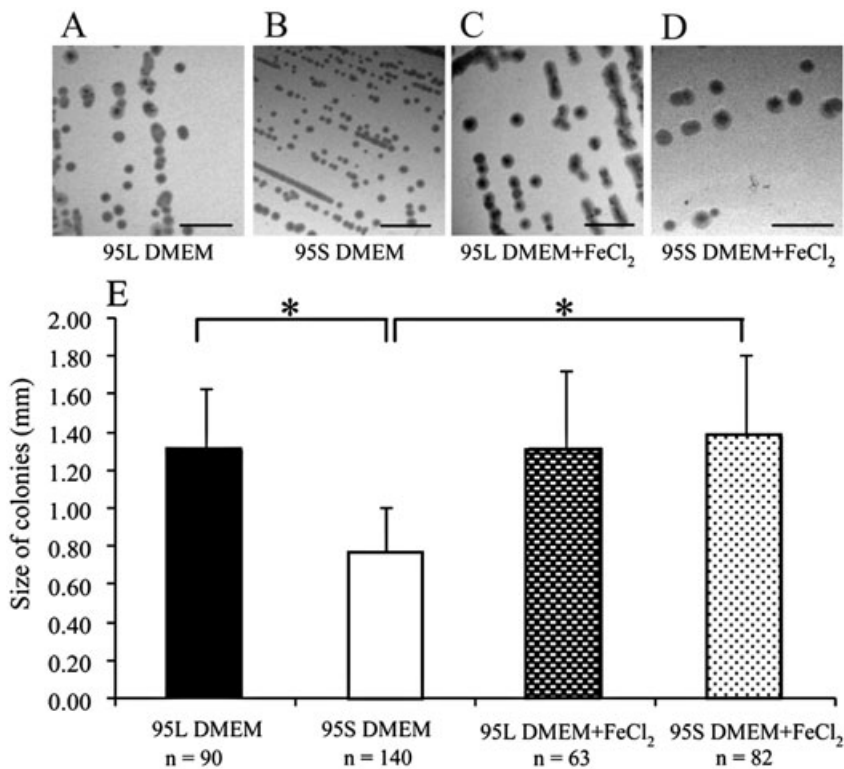 A B C D
95L DMEM 95S DMEM 95L DMEM+FeCl₂ 95S DMEM+FeCl₂
E
* *
Size of colonies (mm)
2.00
1.80
1.60
1.40
1.20
1.00
0.80
0.60
0.40
0.20
0.00
95L DMEM 95S DMEM 95L DMEM+FeCl₂ 95S DMEM+FeCl₂
n = 90 n = 140 n = 63 n = 82